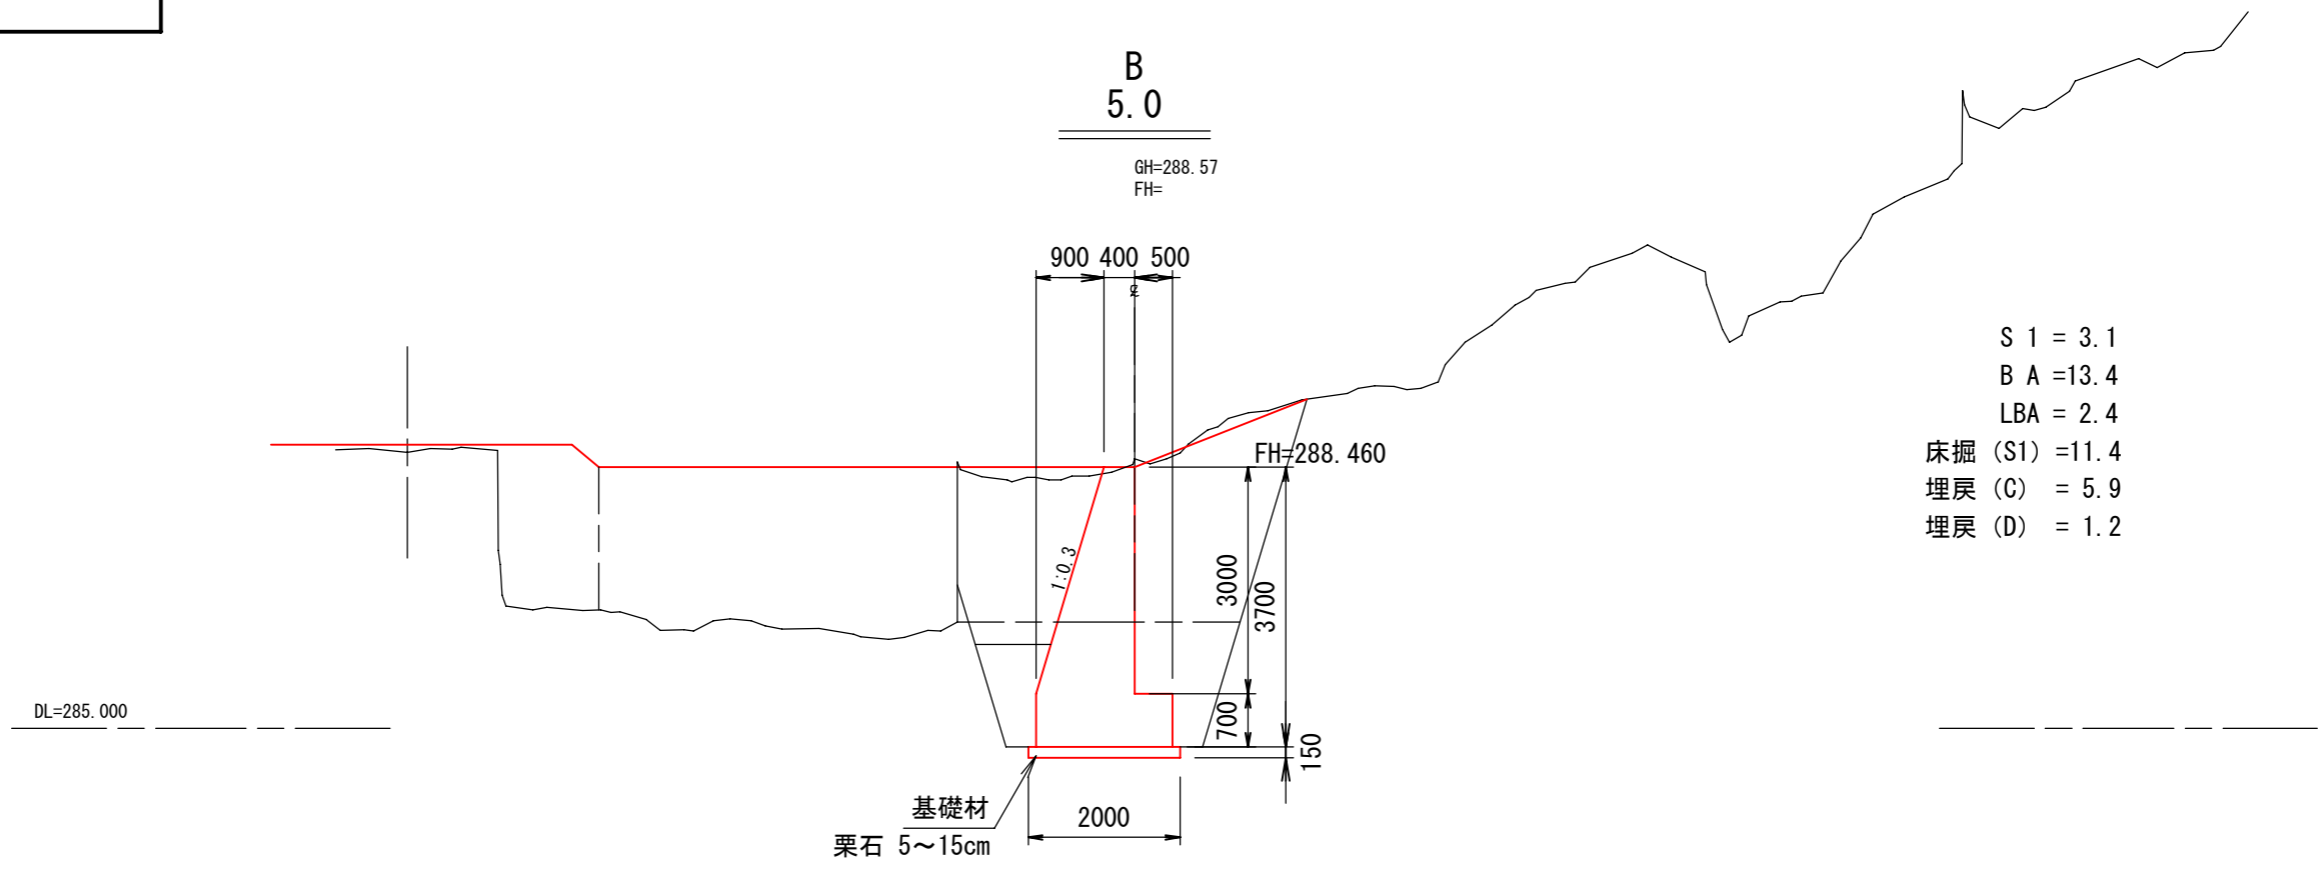 B
5.0
GH=288.57
FH=
900 400 500
S 1 = 3.1
B A =13.4
LBA = 2.4
床掘 (S1) =11.4
埋戻 (C) = 5.9
埋戻 (D) = 1.2
FH=288.460
1:0.3
3000
3700
700
150
DL=285.000
基礎材
栗石 5～15cm
2000